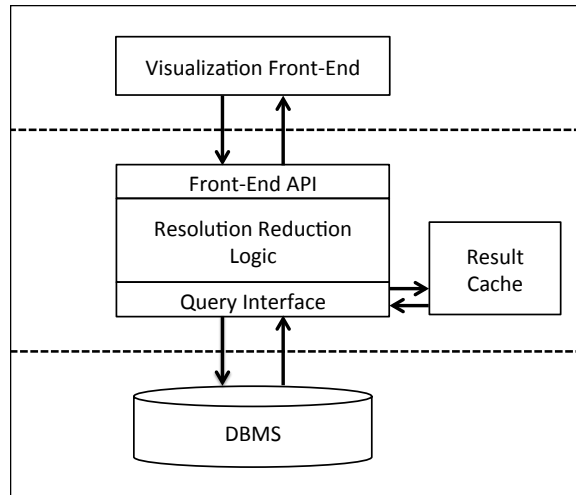 Visualization Front-End
Front-End API
Resolution Reduction
Logic
Result
Cache
Query Interface
DBMS